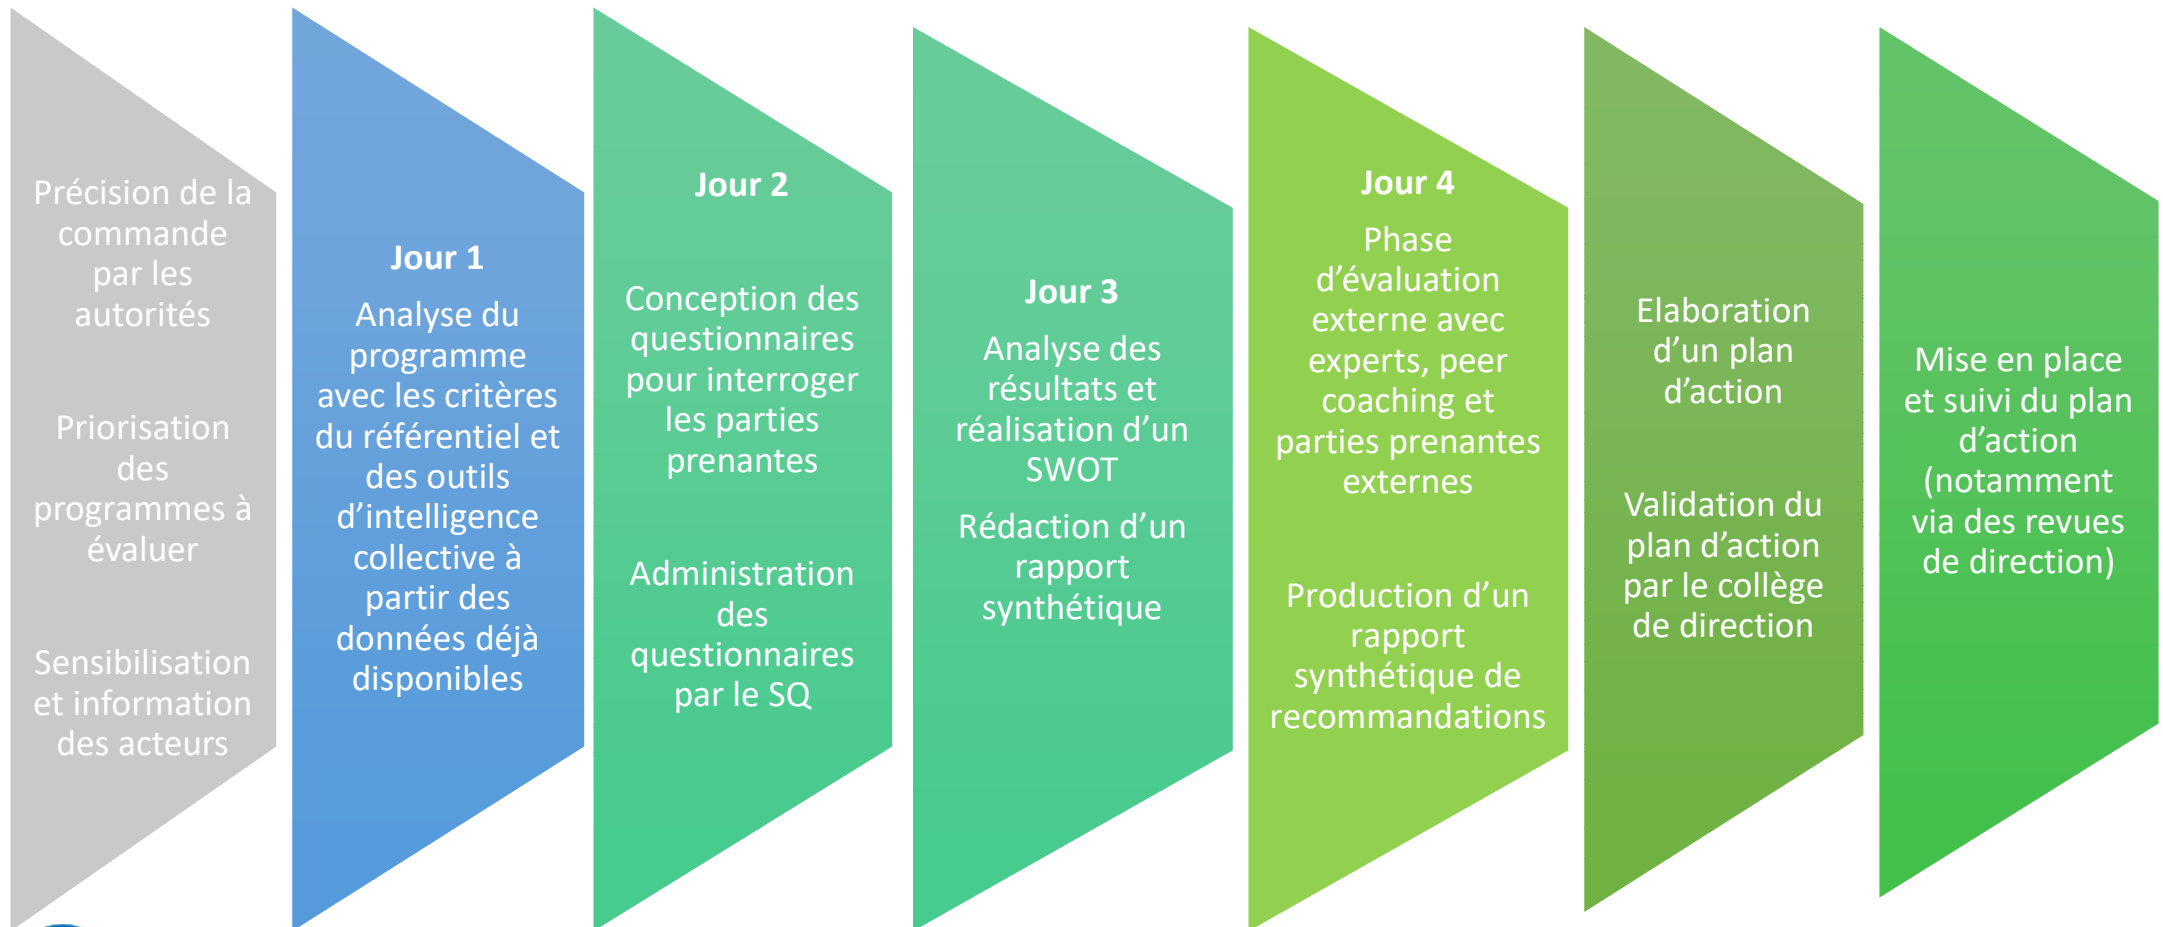 Précision de la
commande
par les
autorités
Priorisation
des
programmes à
évaluer
Sensibilisation
et information
des acteurs
Jour 1
Analyse du
programme
avec les critères
du référentiel et
des outils
d’intelligence
collective à
partir des
données déjà
disponibles
Jour 2
Conception des
questionnaires
pour interroger
les parties
prenantes
Administration
des
questionnaires
par le SQ
Jour 3
Analyse des
résultats et
réalisation d’un
SWOT
Rédaction d’un
rapport
synthétique
Jour 4
Phase
d’évaluation
externe avec
experts, peer
coaching et
parties prenantes
externes
Production d’un
rapport
synthétique de
recommandations
Elaboration
d’un plan
d’action
Validation du
plan d’action
par le collège
de direction
Mise en place
et suivi du plan
d’action
(notamment
via des revues
de direction)